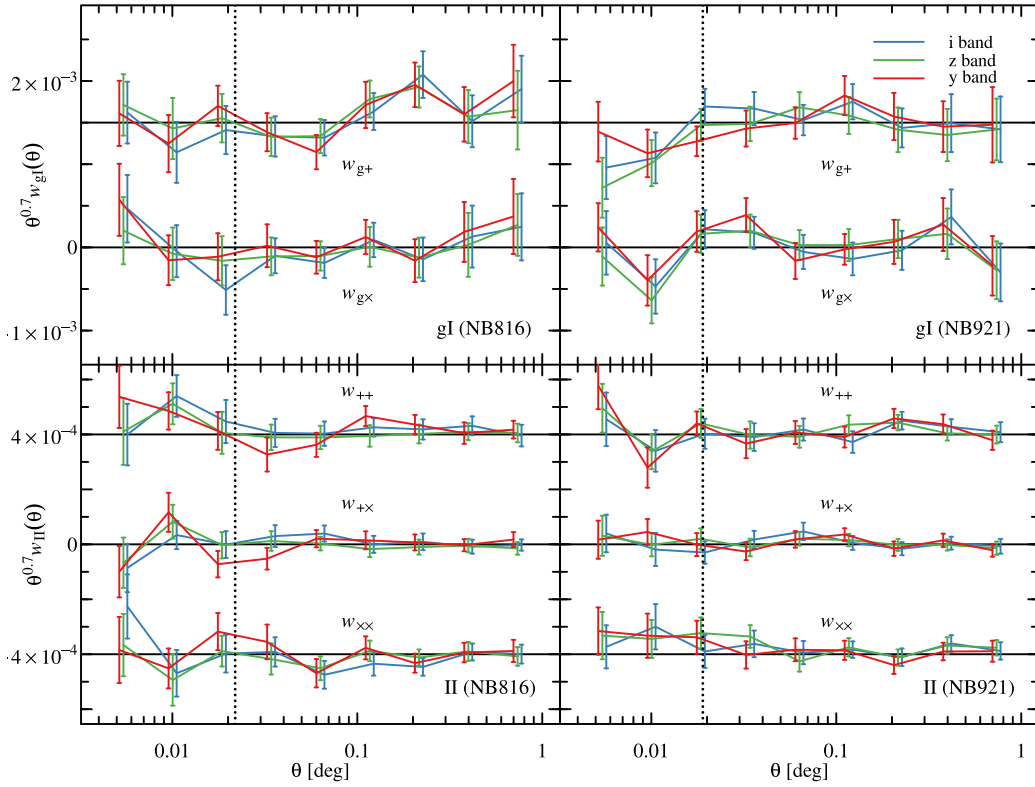 i band
z band
y band
2×10⁻³
0
-1×10⁻³
θ^0.7 w_gI(θ)
w_g+
w_g×
gI (NB816)
w_g+
w_g×
gI (NB921)
4×10⁻⁴
0
-4×10⁻⁴
θ^0.7 w_II(θ)
w_++
w_+×
w_××
II (NB816)
w_++
w_+×
w_××
II (NB921)
0.01 0.1 1
0.01 0.1 1
θ [deg]
θ [deg]